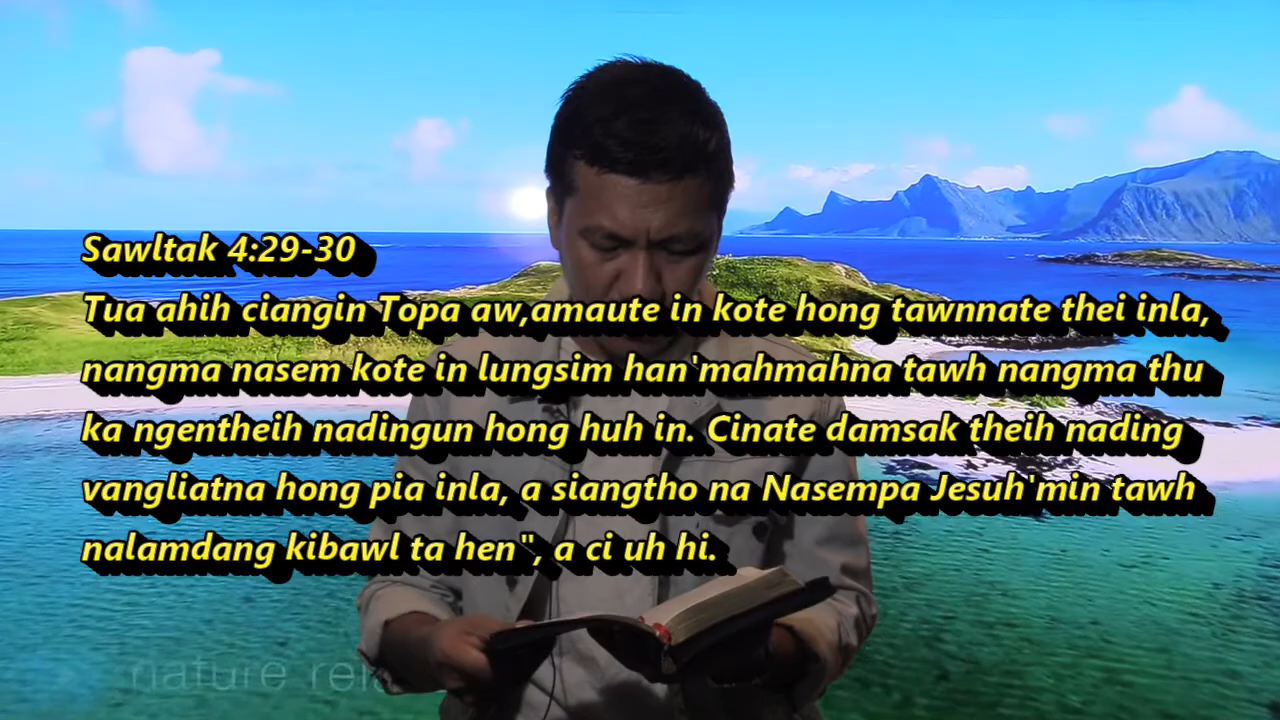 Sawltak 4:29-30
Tua ahih ciangin Topa aw,amaute in kote hong tawnnate thei inla,
nangma nasem kote in lungsim han'mahmahna tawh nangma thu
ka ngentheih nadingun hong huh in. Cinate damsak theih nading
vangliatna hong pia inla, a siangtho na Nasempa Jesuh'min tawh
nalamdang kibawl ta hen", a ci uh hi.
nature rela